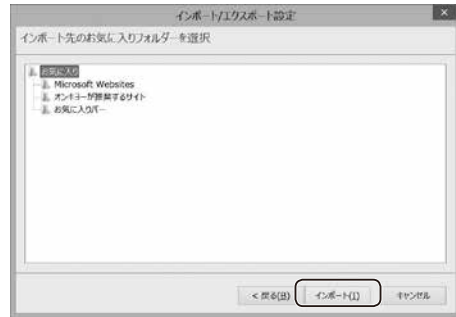 インポート/エクスポート設定
インポート先のお気に入りフォルダーを選択
お気に入り
Microsoft Websites
オンキヨーが推薦するサイト
お気に入りバー
< 戻る(B)
インポート(I)
キャンセル